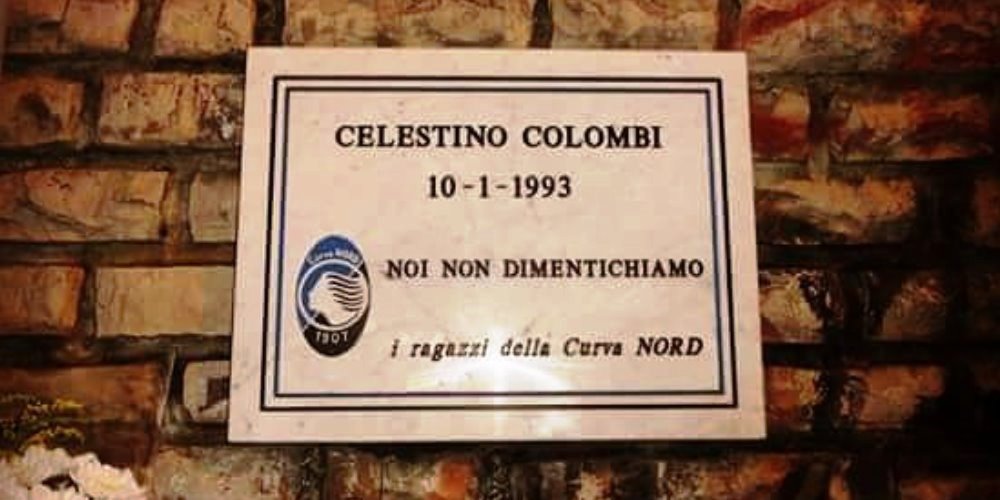 CELESTINO COLOMBI
10-1-1993
NOI NON DIMENTICHIAMO
i ragazzi della Curva NORD
Curva NORD
1907